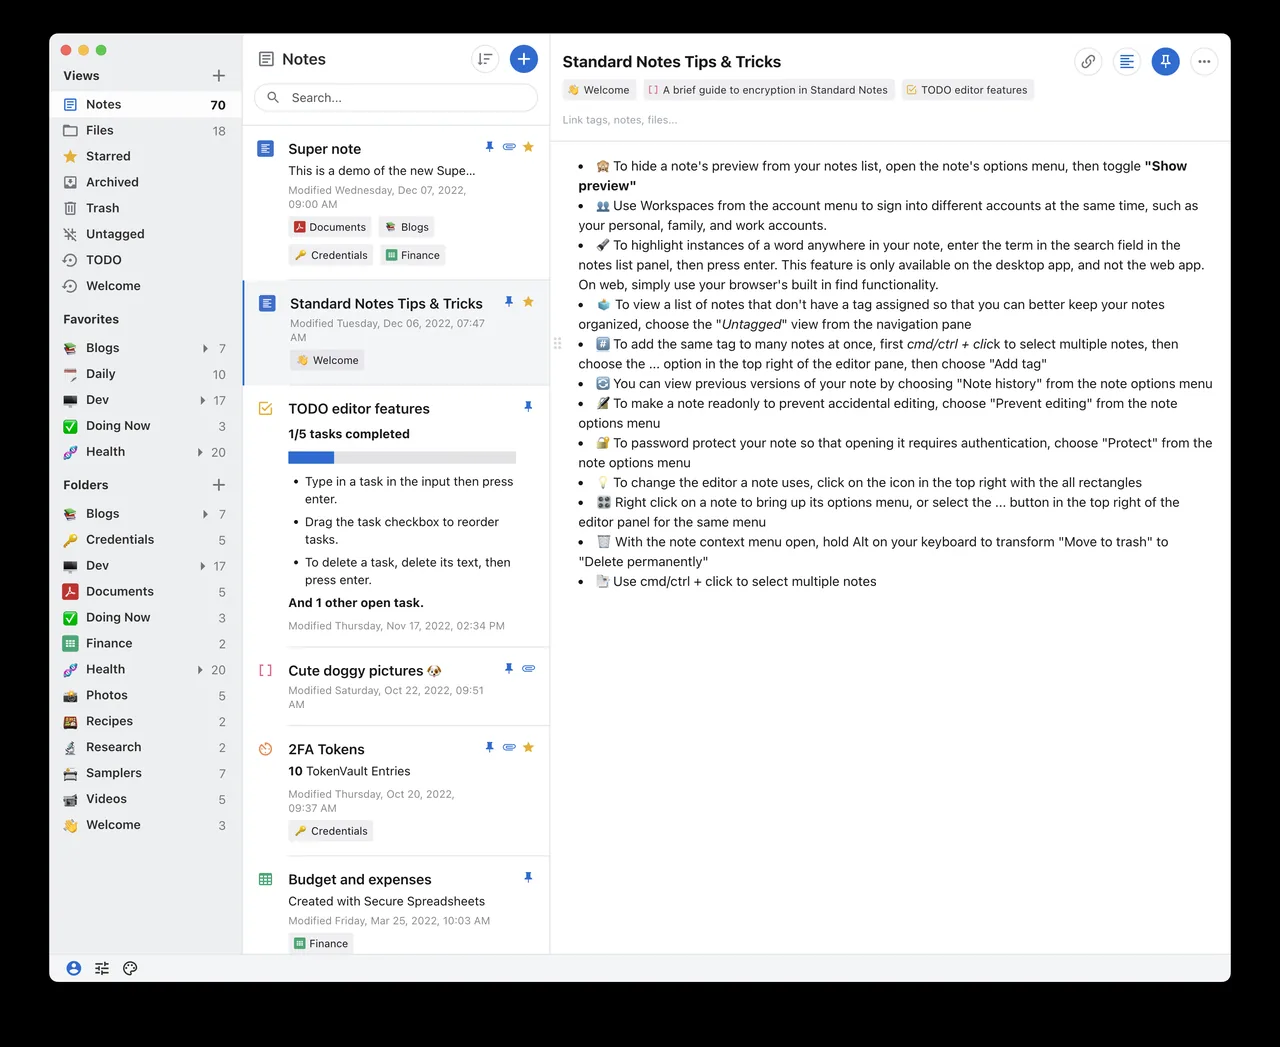 Views
Notes 70
Files 18
Starred
Archived
Trash
Untagged
TODO
Welcome
Favorites
Blogs 7
Daily 10
Dev 17
Doing Now 3
Health 20
Folders
Blogs 7
Credentials 5
Dev 17
Documents 5
Doing Now 3
Finance 2
Health 20
Photos 5
Recipes 2
Research 2
Samplers 7
Videos 5
Welcome 3
Notes
Search...
Super note
This is a demo of the new Supe...
Modified Wednesday, Dec 07, 2022,
09:00 AM
Documents Blogs
Credentials Finance
Standard Notes Tips & Tricks
Modified Tuesday, Dec 06, 2022, 07:47
AM
Welcome
TODO editor features
1/5 tasks completed
• Type in a task in the input then press
enter.
• Drag the task checkbox to reorder
tasks.
• To delete a task, delete its text, then
press enter.
And 1 other open task.
Modified Thursday, Nov 17, 2022, 02:34 PM
Cute doggy pictures 🐶
Modified Saturday, Oct 22, 2022, 09:51
AM
2FA Tokens
10 TokenVault Entries
Modified Thursday, Oct 20, 2022,
09:37 AM
Credentials
Budget and expenses
Created with Secure Spreadsheets
Modified Friday, Mar 25, 2022, 10:03 AM
Finance
Standard Notes Tips & Tricks
Welcome A brief guide to encryption in Standard Notes TODO editor features
Link tags, notes, files...
• 🙈 To hide a note's preview from your notes list, open the note's options menu, then toggle "Show
preview"
• 👥 Use Workspaces from the account menu to sign into different accounts at the same time, such as
your personal, family, and work accounts.
• 🔦 To highlight instances of a word anywhere in your note, enter the term in the search field in the
notes list panel, then press enter. This feature is only available on the desktop app, and not the web app.
On web, simply use your browser's built in find functionality.
• 🗳 To view a list of notes that don't have a tag assigned so that you can better keep your notes
organized, choose the "Untagged" view from the navigation pane
• #️⃣ To add the same tag to many notes at once, first cmd/ctrl + click to select multiple notes, then
choose the ... option in the top right of the editor pane, then choose "Add tag"
• 🔄 You can view previous versions of your note by choosing "Note history" from the note options menu
• To make a note readonly to prevent accidental editing, choose "Prevent editing" from the note
options menu
• 🔐 To password protect your note so that opening it requires authentication, choose "Protect" from the
note options menu
• 💡 To change the editor a note uses, click on the icon in the top right with the all rectangles
• 🎛 Right click on a note to bring up its options menu, or select the ... button in the top right of the
editor panel for the same menu
• 🗑 With the note context menu open, hold Alt on your keyboard to transform "Move to trash" to
"Delete permanently"
• Use cmd/ctrl + click to select multiple notes